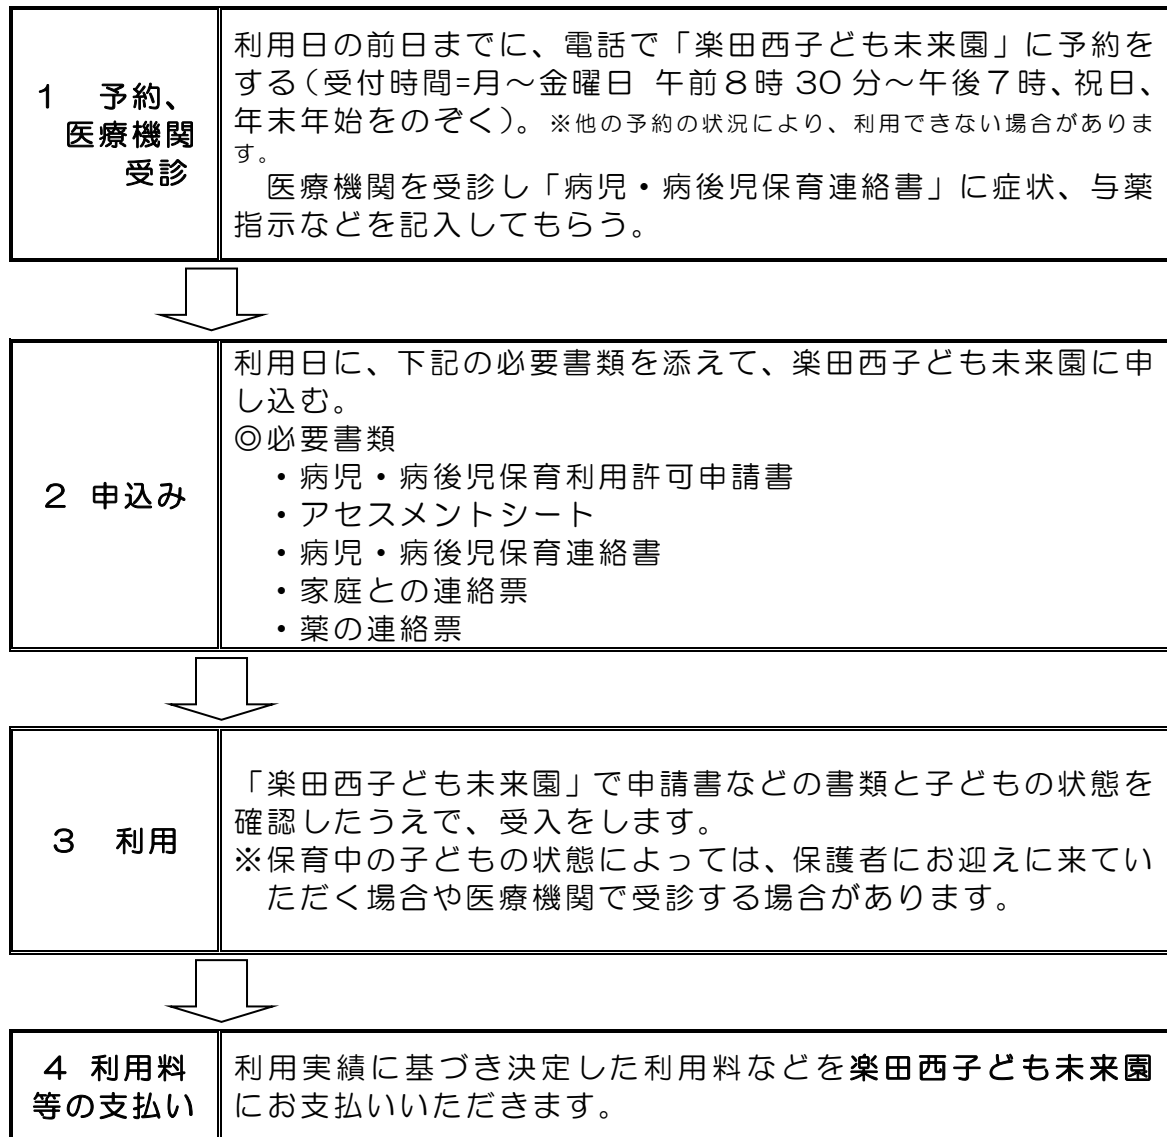 1　予約、
医療機関
受診
利用日の前日までに、電話で「楽田西子ども未来園」に予約を
する（受付時間=月～金曜日 午前８時 30 分～午後７時、祝日、
年末年始をのぞく）。※他の予約の状況により、利用できない場合がありま
す。
　医療機関を受診し「病児・病後児保育連絡書」に症状、与薬
指示などを記入してもらう。
2 申込み
利用日に、下記の必要書類を添えて、楽田西子ども未来園に申
し込む。
◎必要書類
・病児・病後児保育利用許可申請書
・アセスメントシート
・病児・病後児保育連絡書
・家庭との連絡票
・薬の連絡票
3　利用
「楽田西子ども未来園」で申請書などの書類と子どもの状態を
確認したうえで、受入をします。
※保育中の子どもの状態によっては、保護者にお迎えに来てい
ただく場合や医療機関で受診する場合があります。
4 利用料
等の支払い
利用実績に基づき決定した利用料などを楽田西子ども未来園
にお支払いいただきます。